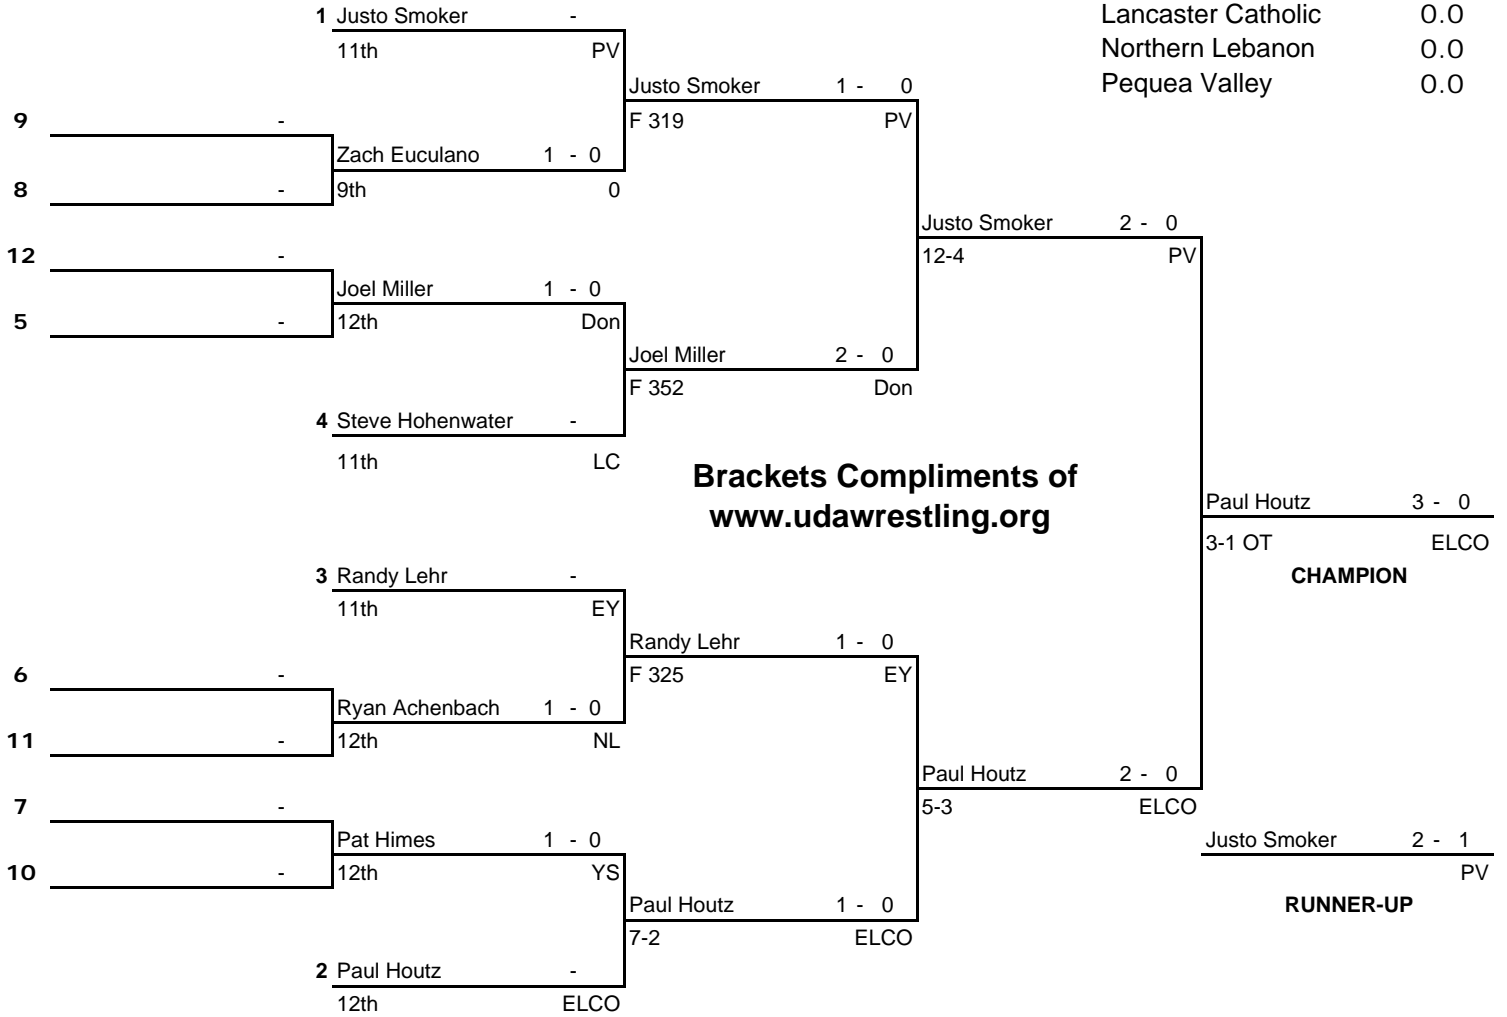 1 Justo Smoker -
Lancaster Catholic 0.0
11th PV
Northern Lebanon 0.0
Justo Smoker 1 - 0
Pequea Valley 0.0
9 -
F 319 PV
Zach Euculano 1 - 0
8 -
9th 0
Justo Smoker 2 - 0
12 -
12-4 PV
Joel Miller 1 - 0
5 -
12th Don
Joel Miller 2 - 0
F 352 Don
4 Steve Hohenwater -
11th LC
Brackets Compliments of
www.udawrestling.org
Paul Houtz 3 - 0
3-1 OT ELCO
CHAMPION
3 Randy Lehr -
11th EY
Randy Lehr 1 - 0
6 -
F 325 EY
Ryan Achenbach 1 - 0
11 -
12th NL
Paul Houtz 2 - 0
7 -
5-3 ELCO
Pat Himes 1 - 0
Justo Smoker 2 - 1
10 -
12th YS
PV
Paul Houtz 1 - 0
RUNNER-UP
7-2 ELCO
2 Paul Houtz -
12th ELCO